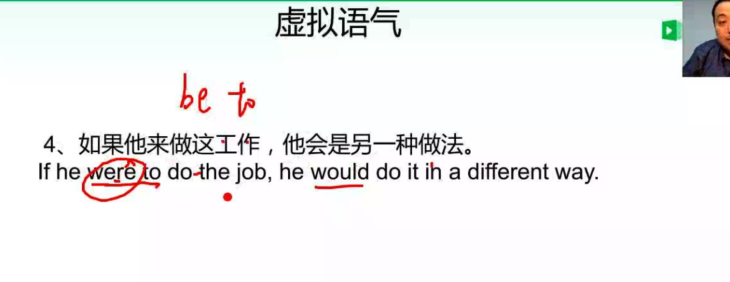 虚拟语气
be to
4、如果他来做这工作，他会是另一种做法。
If he were to do the job, he would do it in a different way.